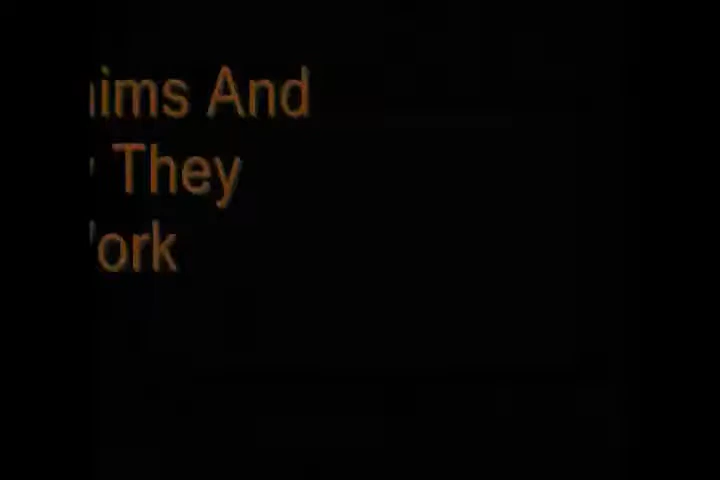 ims And
They
ork